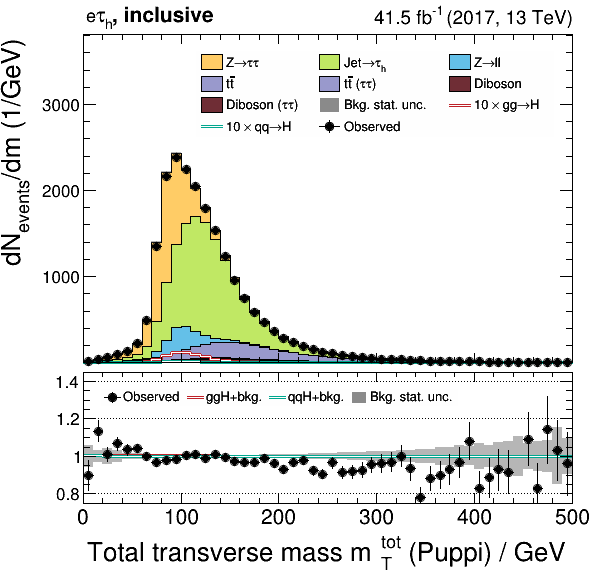 eτh, inclusive 41.5 fb⁻¹ (2017, 13 TeV)
dN_events/dm (1/GeV)
3000
2000
1000
Z→ττ Jet→τh Z→ll
tt̄ tt̄ (ττ) Diboson
Diboson (ττ) Bkg. stat. unc. 10 × gg→H
10 × qq→H Observed
1.4
Observed ggH+bkg. qqH+bkg. Bkg. stat. unc.
1.2
1
0.8
0 100 200 300 400 500
Total transverse mass m_T^tot (Puppi) / GeV